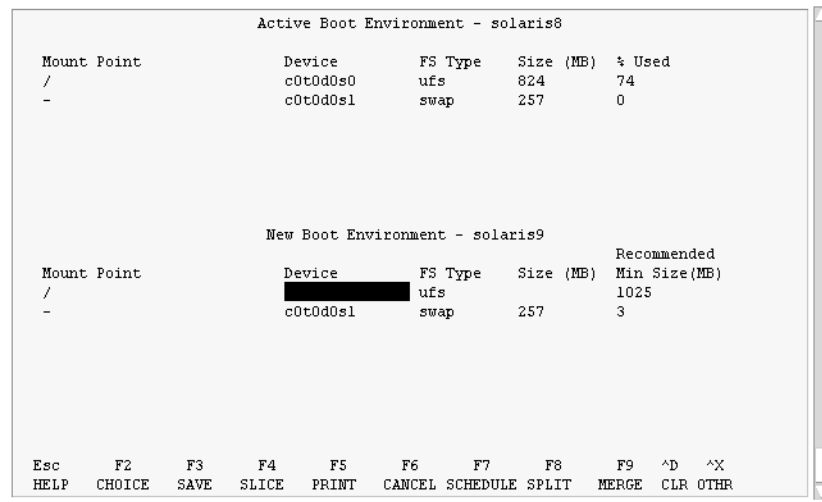 Active Boot Environment - solaris8
Mount Point Device FS Type Size (MB) % Used
/ c0t0d0s0 ufs 824 74
- c0t0d0s1 swap 257 0
New Boot Environment - solaris9
Recommended
Mount Point Device FS Type Size (MB) Min Size(MB)
/ ufs 1025
- c0t0d0s1 swap 257 3
Esc F2 F3 F4 F5 F6 F7 F8 F9 ^D ^X
HELP CHOICE SAVE SLICE PRINT CANCEL SCHEDULE SPLIT MERGE CLR OTHR